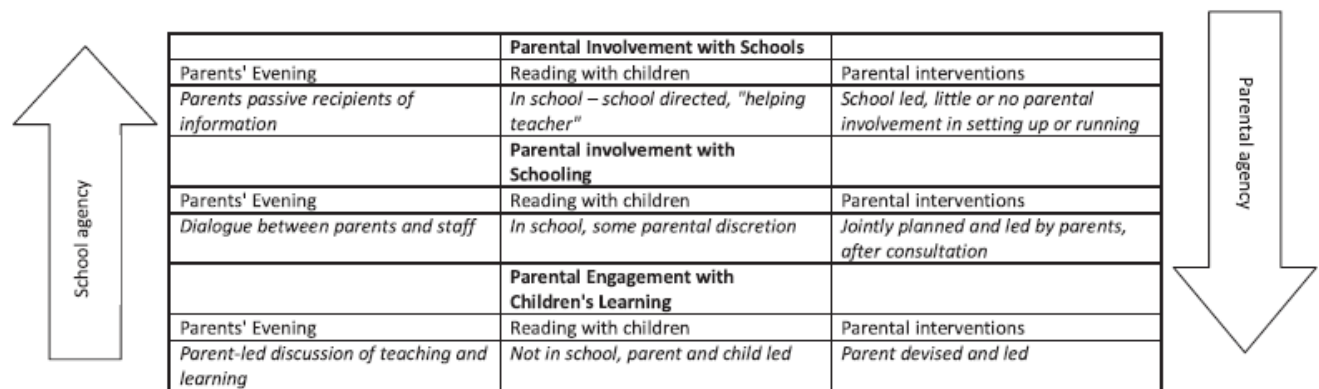 Parental Involvement with Schools
Parents' Evening
Reading with children
Parental interventions
Parents passive recipients of
information
In school – school directed, "helping
teacher"
School led, little or no parental
involvement in setting up or running
Parental involvement with
Schooling
Parents' Evening
Reading with children
Parental interventions
Dialogue between parents and staff
In school, some parental discretion
Jointly planned and led by parents,
after consultation
Parental Engagement with
Children's Learning
Parents' Evening
Reading with children
Parental interventions
Parent-led discussion of teaching and
learning
Not in school, parent and child led
Parent devised and led
School agency
Parental agency